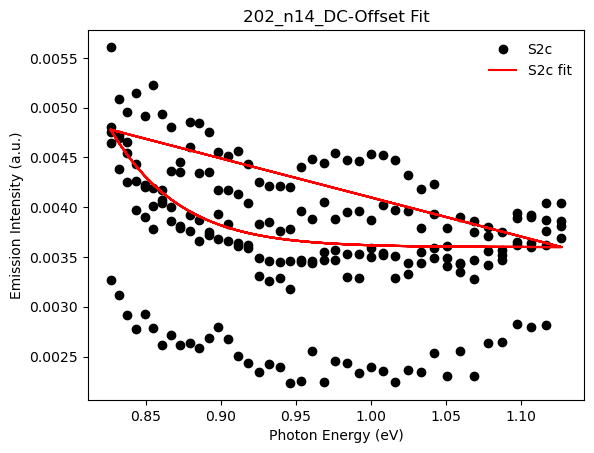 202_n14_DC-Offset Fit
S2c
S2c fit
0.0055
0.0050
0.0045
0.0040
0.0035
0.0030
0.0025
Emission Intensity (a.u.)
0.85 0.90 0.95 1.00 1.05 1.10
Photon Energy (eV)